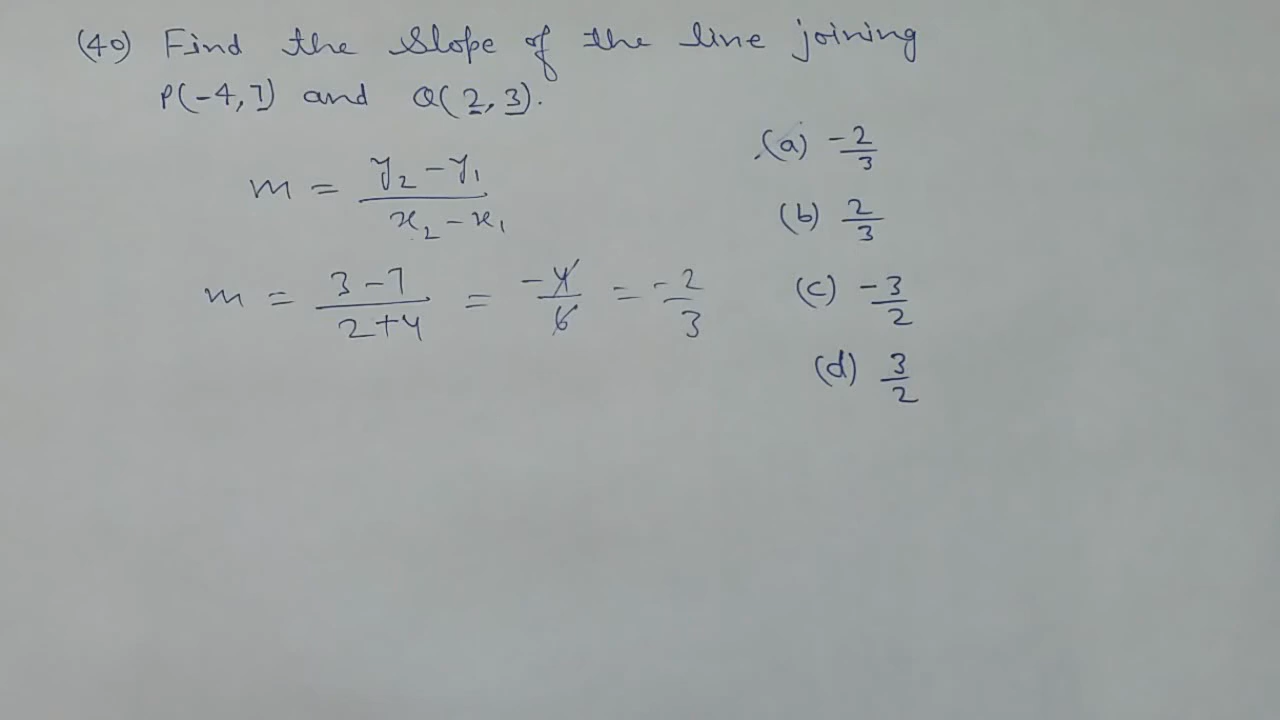 (40) Find the slope of the line joining
P(-4,7) and Q(2,3).
m = y₂-y₁/x₂-x₁
m = 3-7/2+4 = -4/6 = -2/3
(a) -2/3
(b) 2/3
(c) -3/2
(d) 3/2